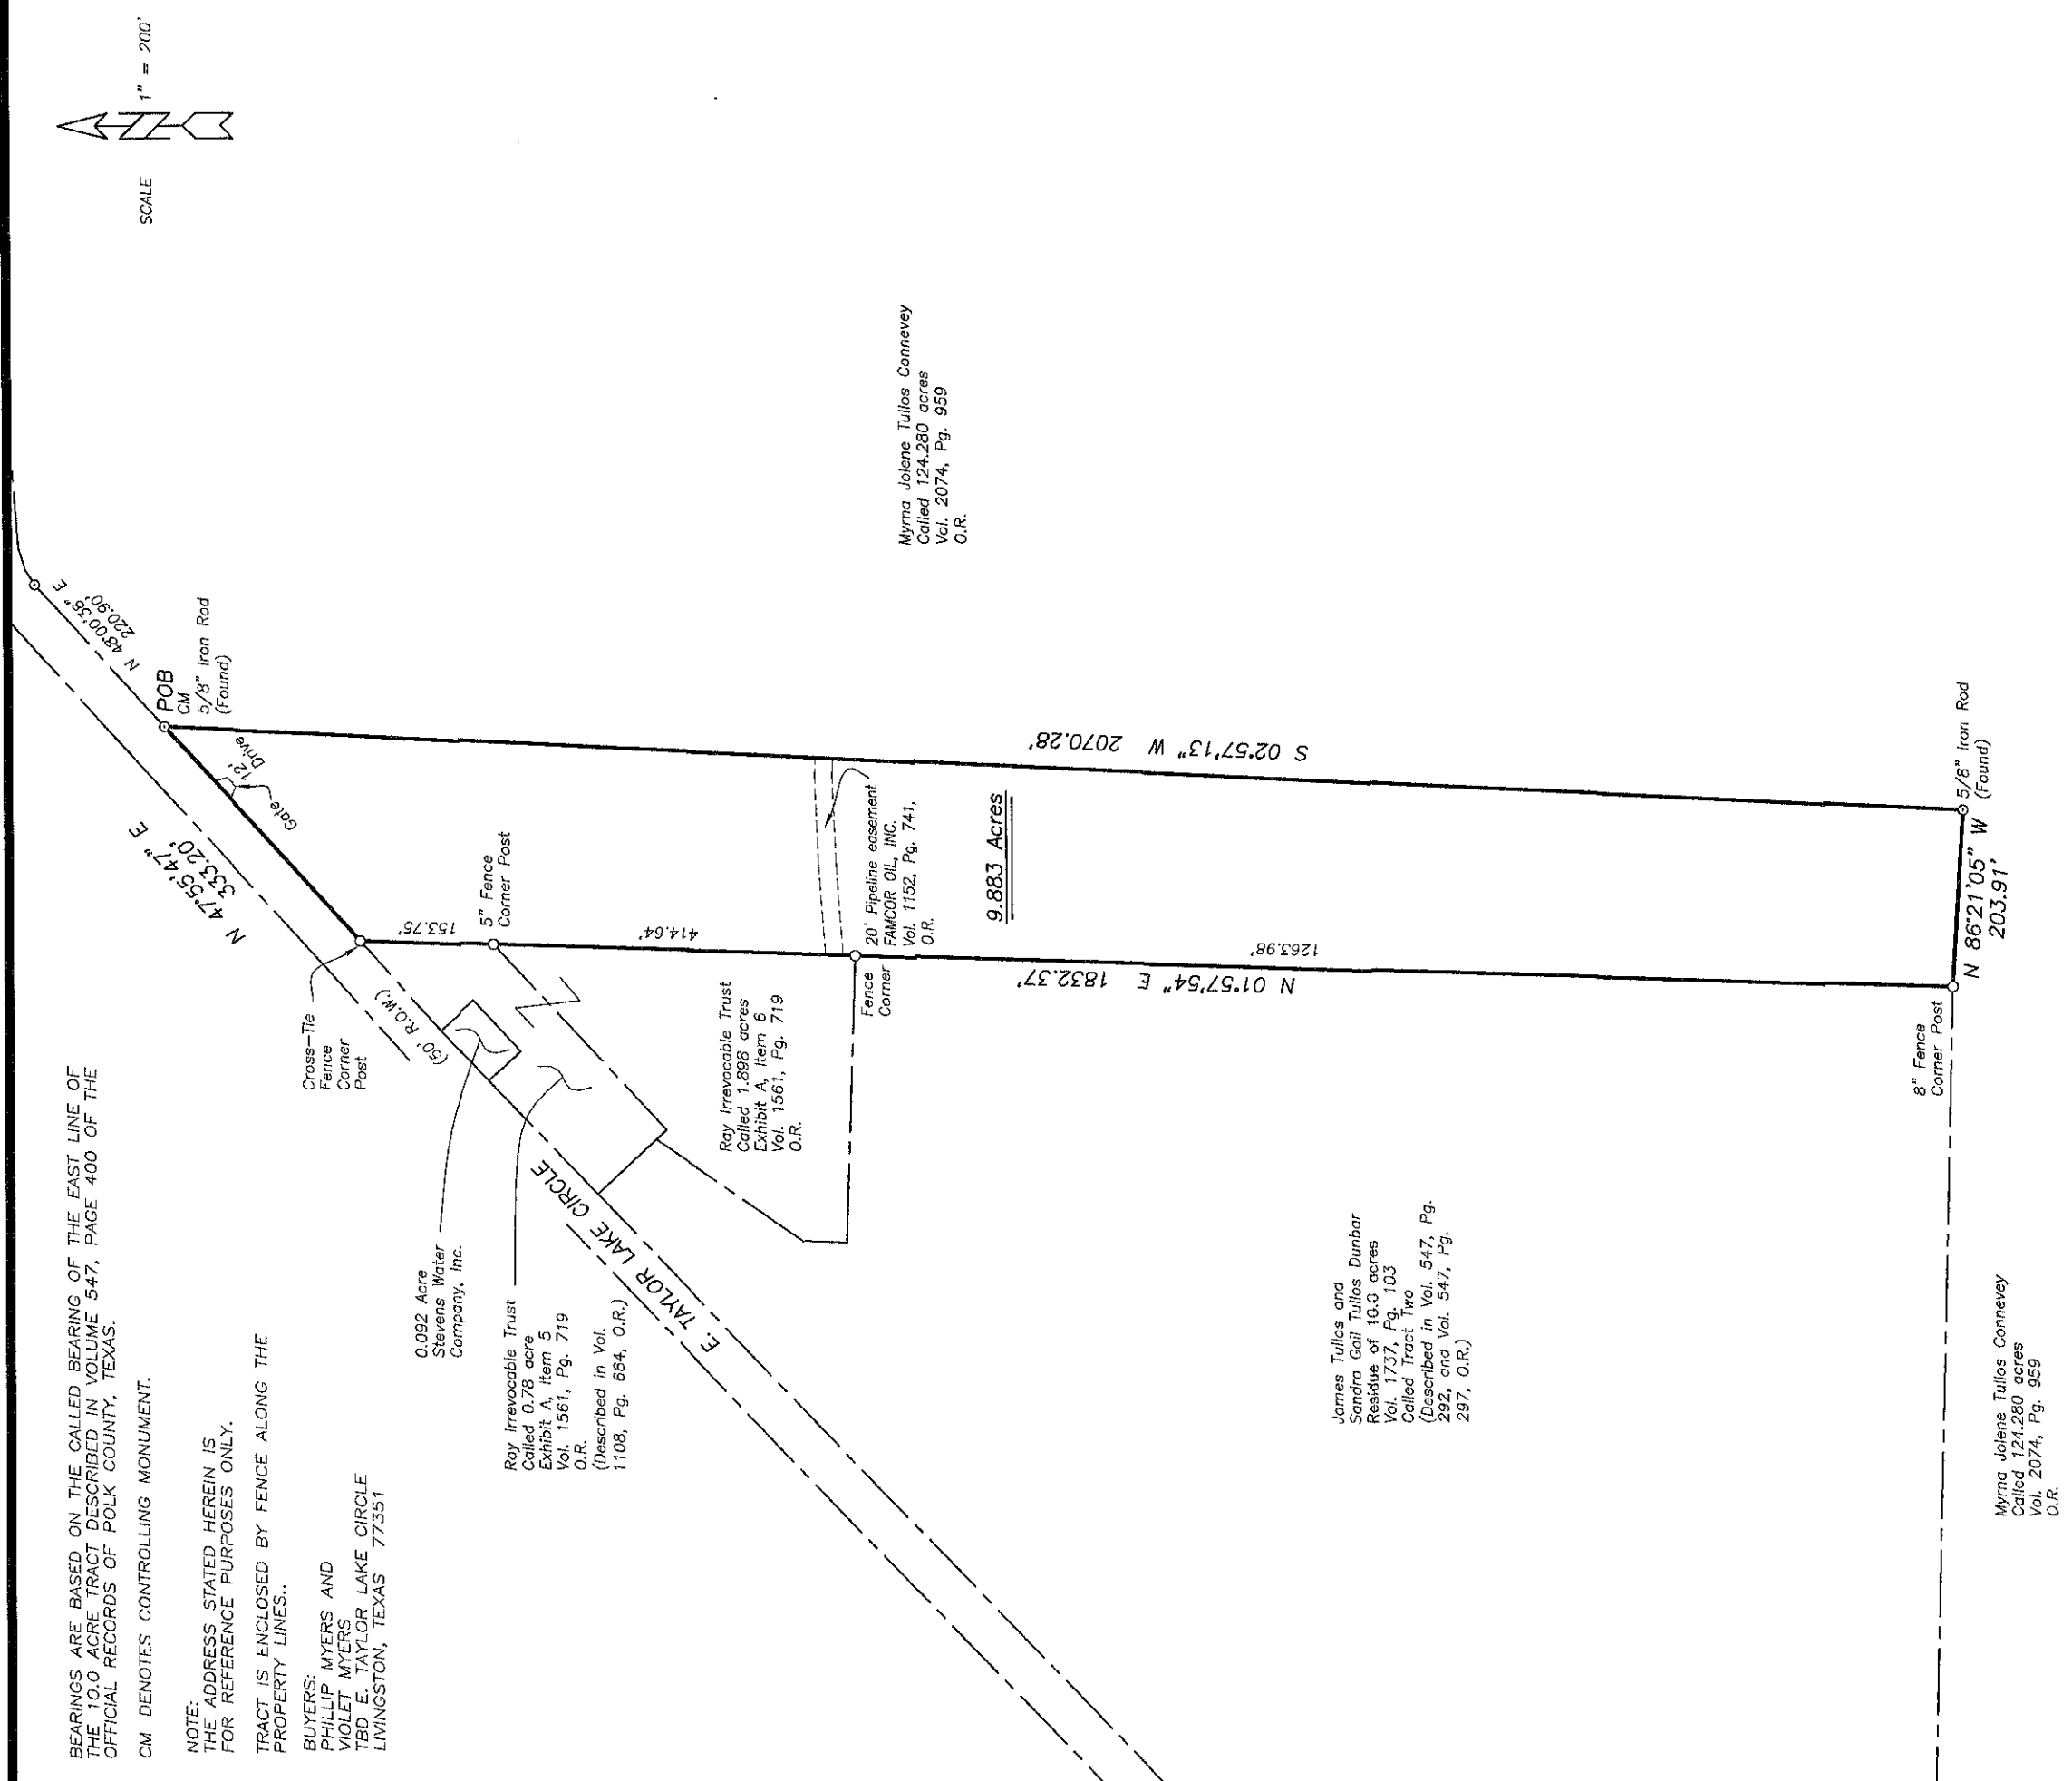 BEARINGS ARE BASED ON THE CALLED BEARING OF THE EAST LINE OF
THE 10.0 ACRE TRACT DESCRIBED IN VOLUME 547, PAGE 400 OF THE
OFFICIAL RECORDS OF POLK COUNTY, TEXAS.
CM DENOTES CONTROLLING MONUMENT.
NOTE:
THE ADDRESS STATED HEREIN IS
FOR REFERENCE PURPOSES ONLY.
TRACT IS ENCLOSED BY FENCE ALONG THE
PROPERTY LINES..
BUYERS:
PHILLIP MYERS AND
VIOLET MYERS
TBD E. TAYLOR LAKE CIRCLE
LIVINGSTON, TEXAS 77351
SCALE 1" = 200'
N 48°00'38" E
220.90'
POB
CM
5/8" Iron Rod
(Found)
12' Drive
Gate
N 47°55'47" E
333.20'
Cross-Tie
Fence
Corner
Post
(50' R.O.W.)
153.75'
5" Fence
Corner Post
414.64'
0.092 Acre
Stevens Water
Company, Inc.
Ray Irrevocable Trust
Called 0.78 acre
Exhibit A, Item 5
Vol. 1561, Pg. 719
O.R.
(Described in Vol.
1108, Pg. 664, O.R.)
E. TAYLOR LAKE CIRCLE
Ray Irrevocable Trust
Called 1.898 acres
Exhibit A, Item 6
Vol. 1561, Pg. 719
O.R.
Fence
Corner
20' Pipeline easement
FAMCOR OIL, INC.
Vol. 1152, Pg. 741,
O.R.
Myrna Jolene Tullos Connevey
Called 124.280 acres
Vol. 2074, Pg. 959
O.R.
9.883 Acres
S 02°57'13" W 2070.28'
1263.98'
N 01°57'54" E 1832.37'
James Tullos and
Sandra Gail Tullos Dunbar
Residue of 10.0 acres
Vol. 1737, Pg. 103
Called Tract Two
(Described in Vol. 547, Pg.
292, and Vol. 547, Pg.
297, O.R.)
8" Fence
Corner Post
5/8" Iron Rod
(Found)
N 86°21'05" W
203.91'
Myrna Jolene Tullos Connevey
Called 124.280 acres
Vol. 2074, Pg. 959
O.R.